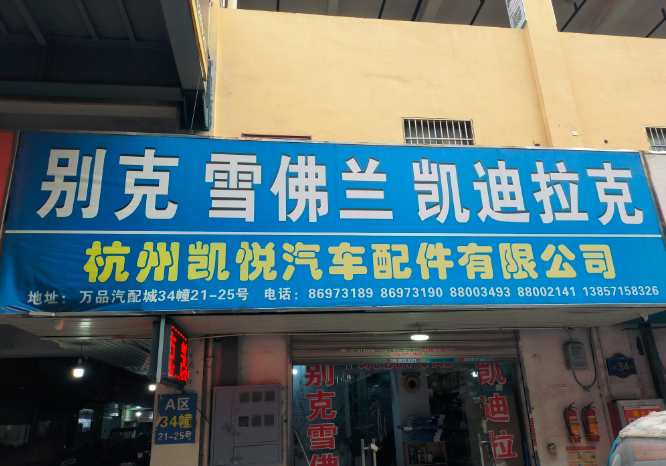 别克 雪佛兰 凯迪拉克
杭州凯悦汽车配件有限公司
地址：万品汽配城34幢21-25号 电话：86973189 86973190 88003493 88002141 13857158326
A区
34幢
21-25号
别克雪佛
凯迪拉
34